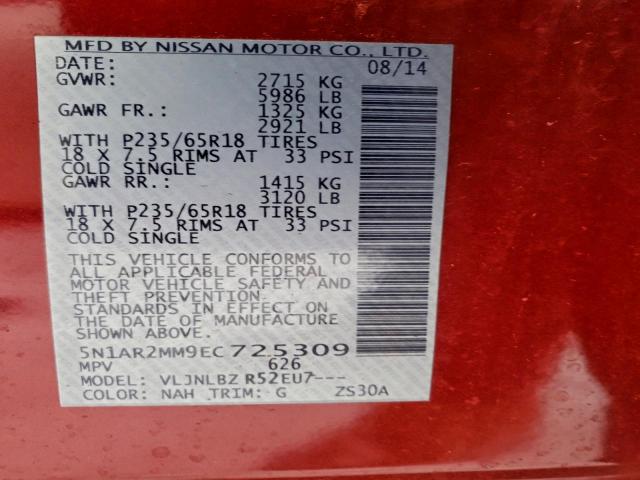 MFD BY NISSAN MOTOR CO., LTD.
DATE: 08/14
GVWR: 2715 KG
5986 LB
GAWR FR.: 1325 KG
2921 LB
WITH P235/65R18 TIRES
18 X 7.5 RIMS AT 33 PSI
COLD SINGLE
GAWR RR.: 1415 KG
3120 LB
WITH P235/65R18 TIRES
18 X 7.5 RIMS AT 33 PSI
COLD SINGLE
THIS VEHICLE CONFORMS TO
ALL APPLICABLE FEDERAL
MOTOR VEHICLE SAFETY AND
THEFT PREVENTION
STANDARDS IN EFFECT ON
THE DATE OF MANUFACTURE
SHOWN ABOVE.
5N1AR2MM9EC 725309
MPV 626
MODEL: VLJNLBZ R52EU7---
COLOR: NAH TRIM: G ZS30A